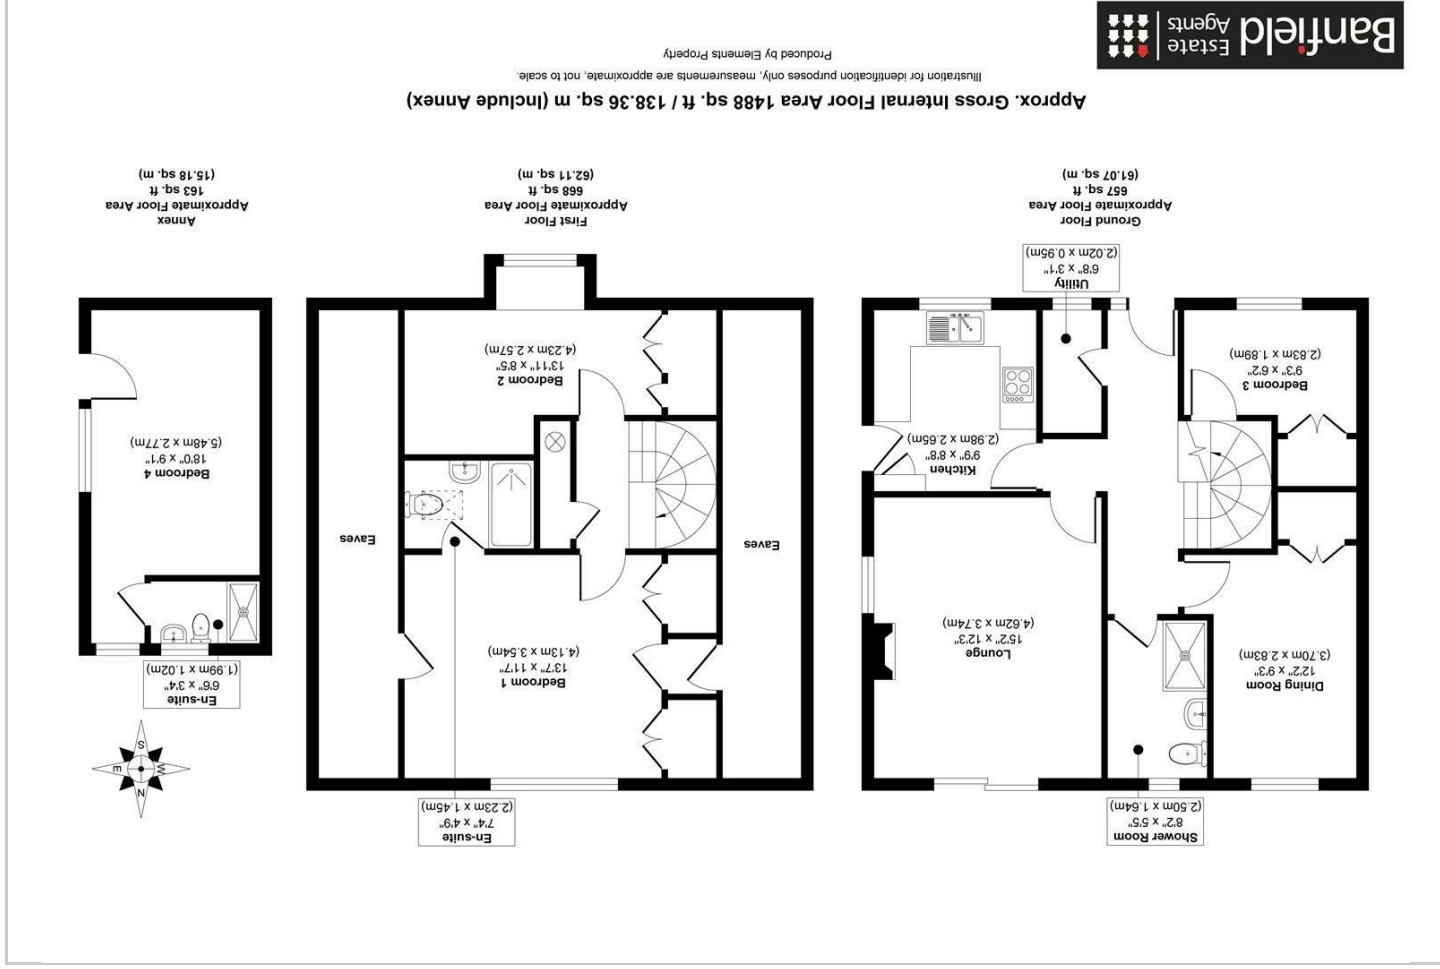 Shower Room
8'2" x 5'5"
(2.50m x 1.64m)
En-suite
7'4" x 4'9"
(2.23m x 1.45m)
N
W
E
S
En-suite
6'6" x 3'4"
(1.99m x 1.02m)
Dining Room
12'2" x 9'3"
(3.70m x 2.83m)
Lounge
15'2" x 12'3"
(4.62m x 3.74m)
Bedroom 1
13'7" x 11'7"
(4.13m x 3.54m)
Eaves
Eaves
Bedroom 4
18'0" x 9'1"
(5.48m x 2.77m)
Kitchen
9'9" x 8'8"
(2.98m x 2.65m)
Bedroom 3
9'3" x 6'2"
(2.83m x 1.89m)
Bedroom 2
13'11" x 8'5"
(4.23m x 2.57m)
Utility
6'8" x 3'1"
(2.02m x 0.95m)
Ground Floor
Approximate Floor Area
657 sq. ft
(61.07 sq. m)
First Floor
Approximate Floor Area
668 sq. ft
(62.11 sq. m)
Annex
Approximate Floor Area
163 sq. ft
(15.18 sq. m)
Approx. Gross Internal Floor Area 1488 sq. ft / 138.36 sq. m (Include Annex)
Illustration for identification purposes only, measurements are approximate, not to scale.
Produced by Elements Property
Banfield
Estate
Agents